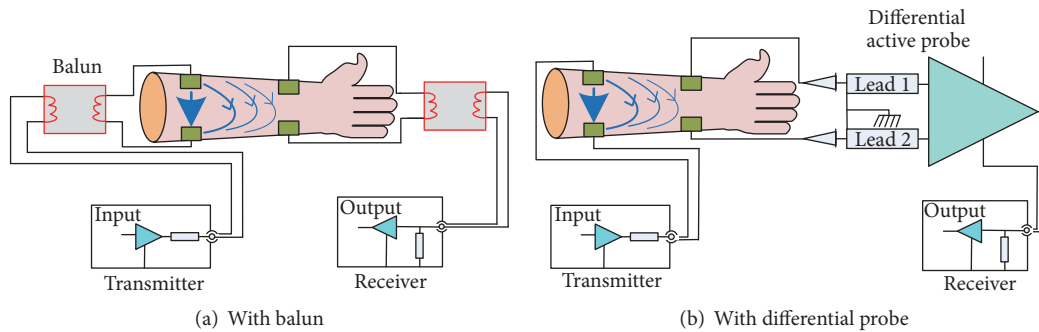 Balun
Input
Transmitter
Output
Receiver
(a) With balun
Differential
active probe
Lead 1
Lead 2
Input
Transmitter
Output
Receiver
(b) With differential probe